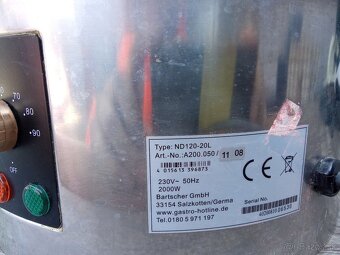 70
80
90
OFF
Type: ND120-20L
Art.-No.:A200.050/ 11 08
4 015613 396873
CE
230V~ 50Hz
2000W
Bartscher GmbH
33154 Salzkotten/Germa
www.gastro-hotline.de
Tel. 0180 5 971 197
Serial No.